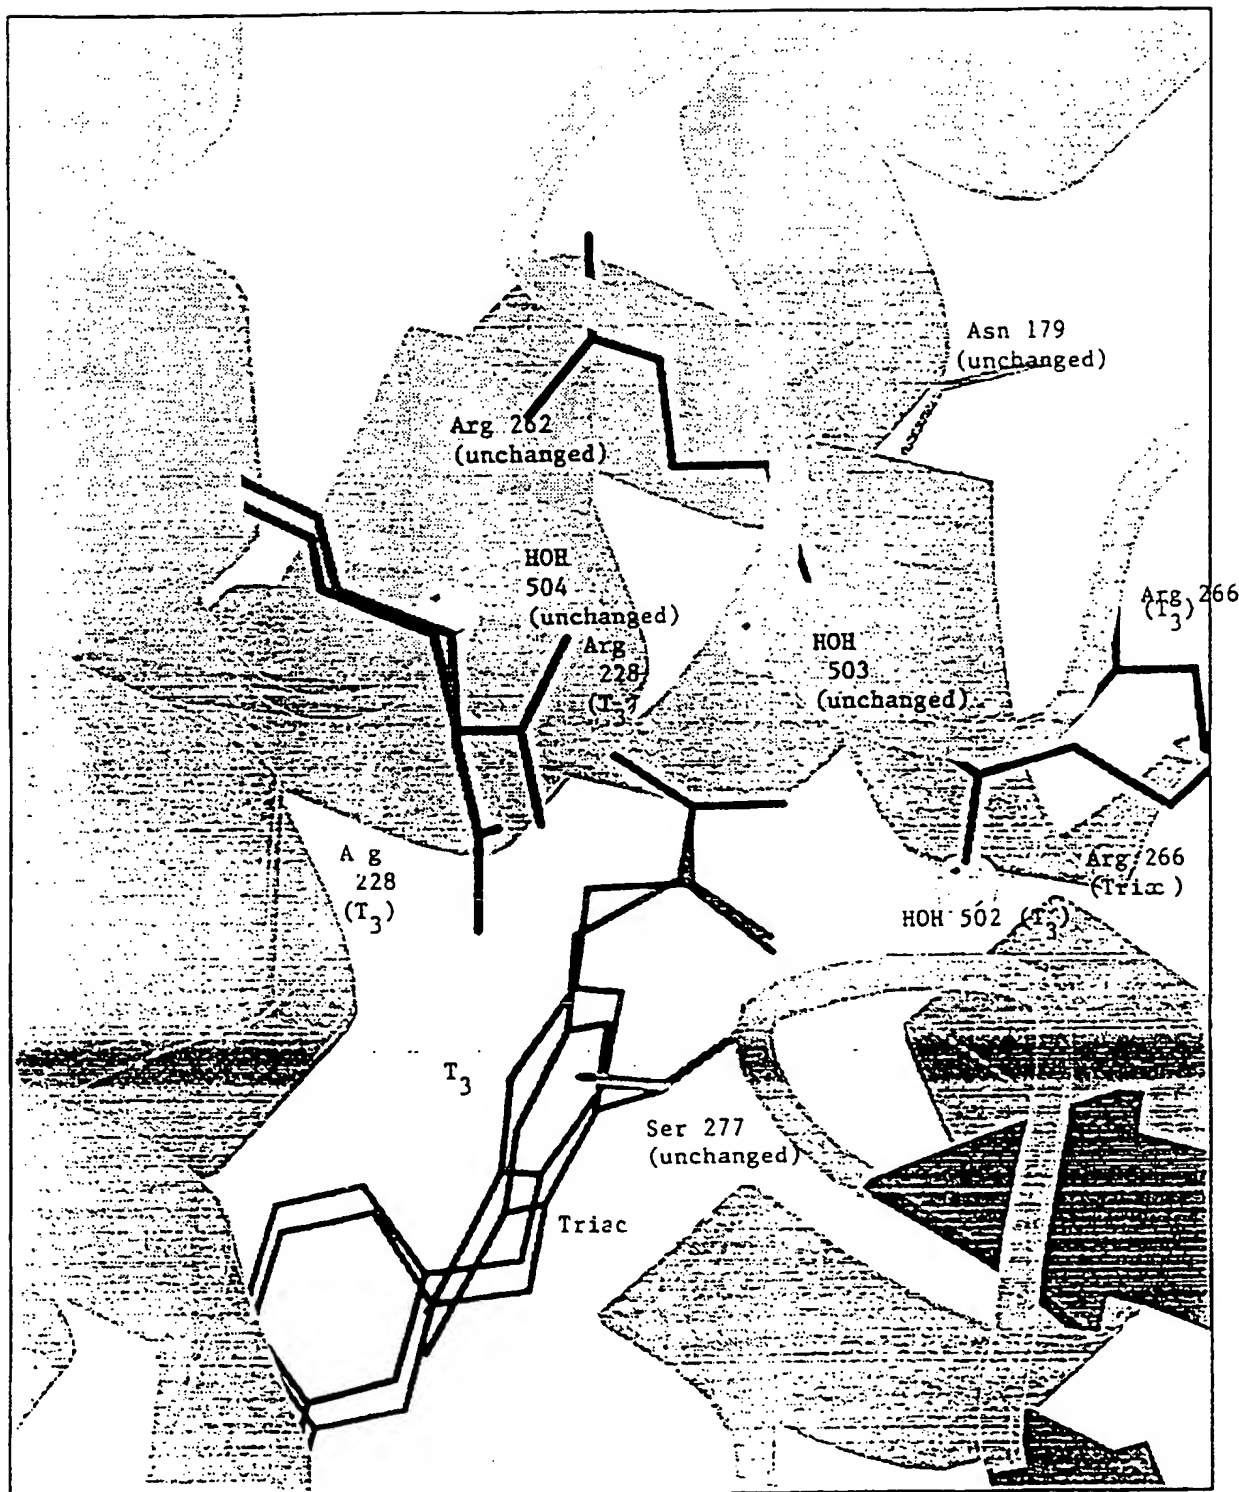 Asn 179
(unchanged)
Arg 262
(unchanged)
HOH
504
(unchanged)
Arg
228
(T3)
Arg 266
(T3)
HOH
503
(unchanged)
A g
228
(T3)
Arg 266
(Triac)
HOH 502 (T3)
T3
Ser 277
(unchanged)
Triac